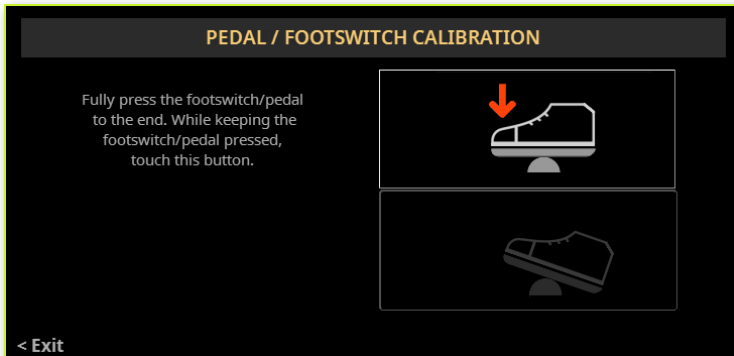 PEDAL / FOOTSWITCH CALIBRATION
Fully press the footswitch/pedal
to the end. While keeping the
footswitch/pedal pressed,
touch this button.
< Exit